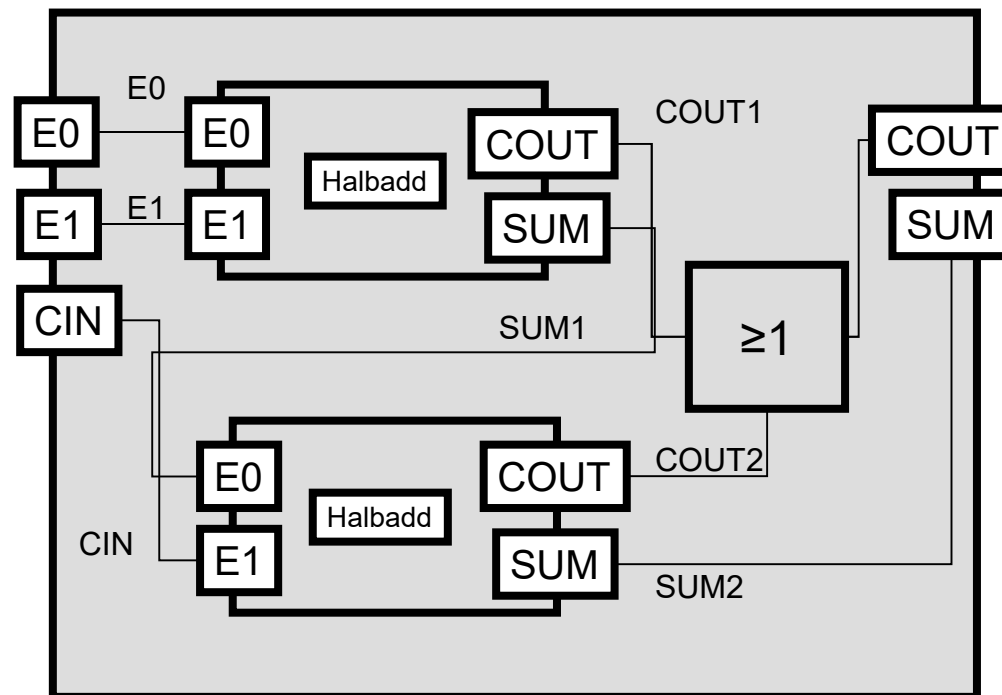 E0
E0
E0
COUT
COUT1
COUT
Halbadd
E1
E1
E1
SUM
SUM
CIN
SUM1
≥1
E0
COUT
COUT2
Halbadd
CIN
E1
SUM
SUM2